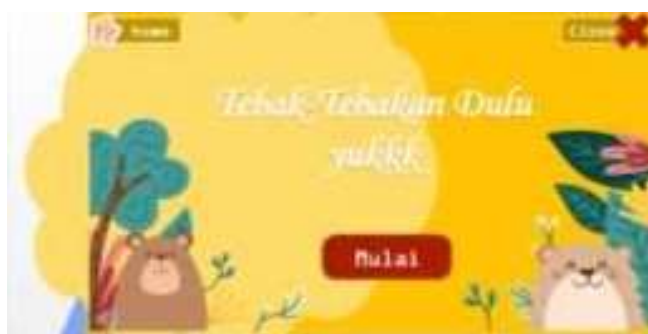 Home
Close
Tebak Tebakan Dulu
yukkk
Mulai